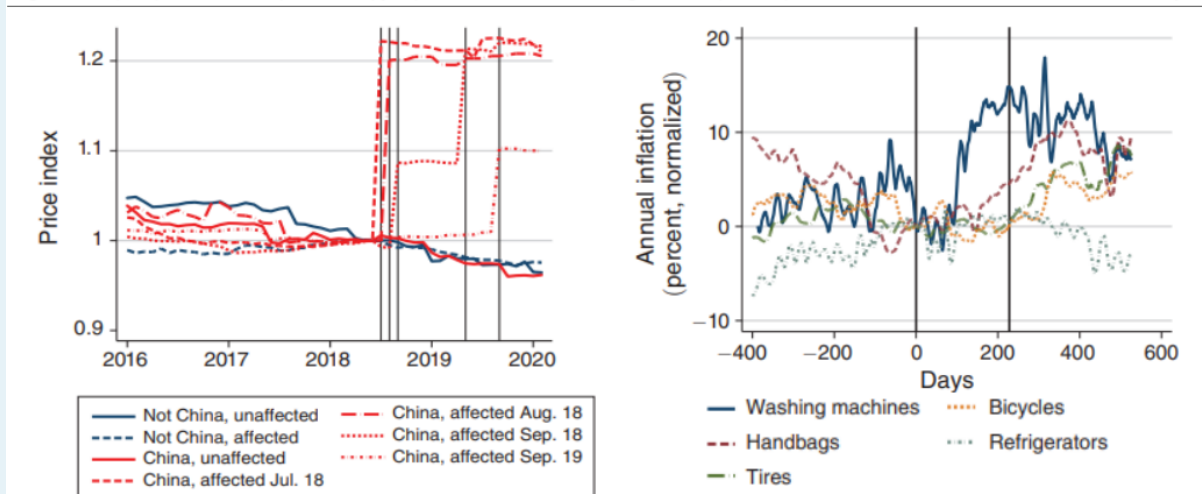 Price index
1.2
1.1
1
0.9
2016 2017 2018 2019 2020
Not China, unaffected
Not China, affected
China, unaffected
China, affected Jul. 18
China, affected Aug. 18
China, affected Sep. 18
China, affected Sep. 19
Annual inflation
(percent, normalized)
20
10
0
−10
−400 −200 0 200 400 600
Days
Washing machines
Handbags
Tires
Bicycles
Refrigerators